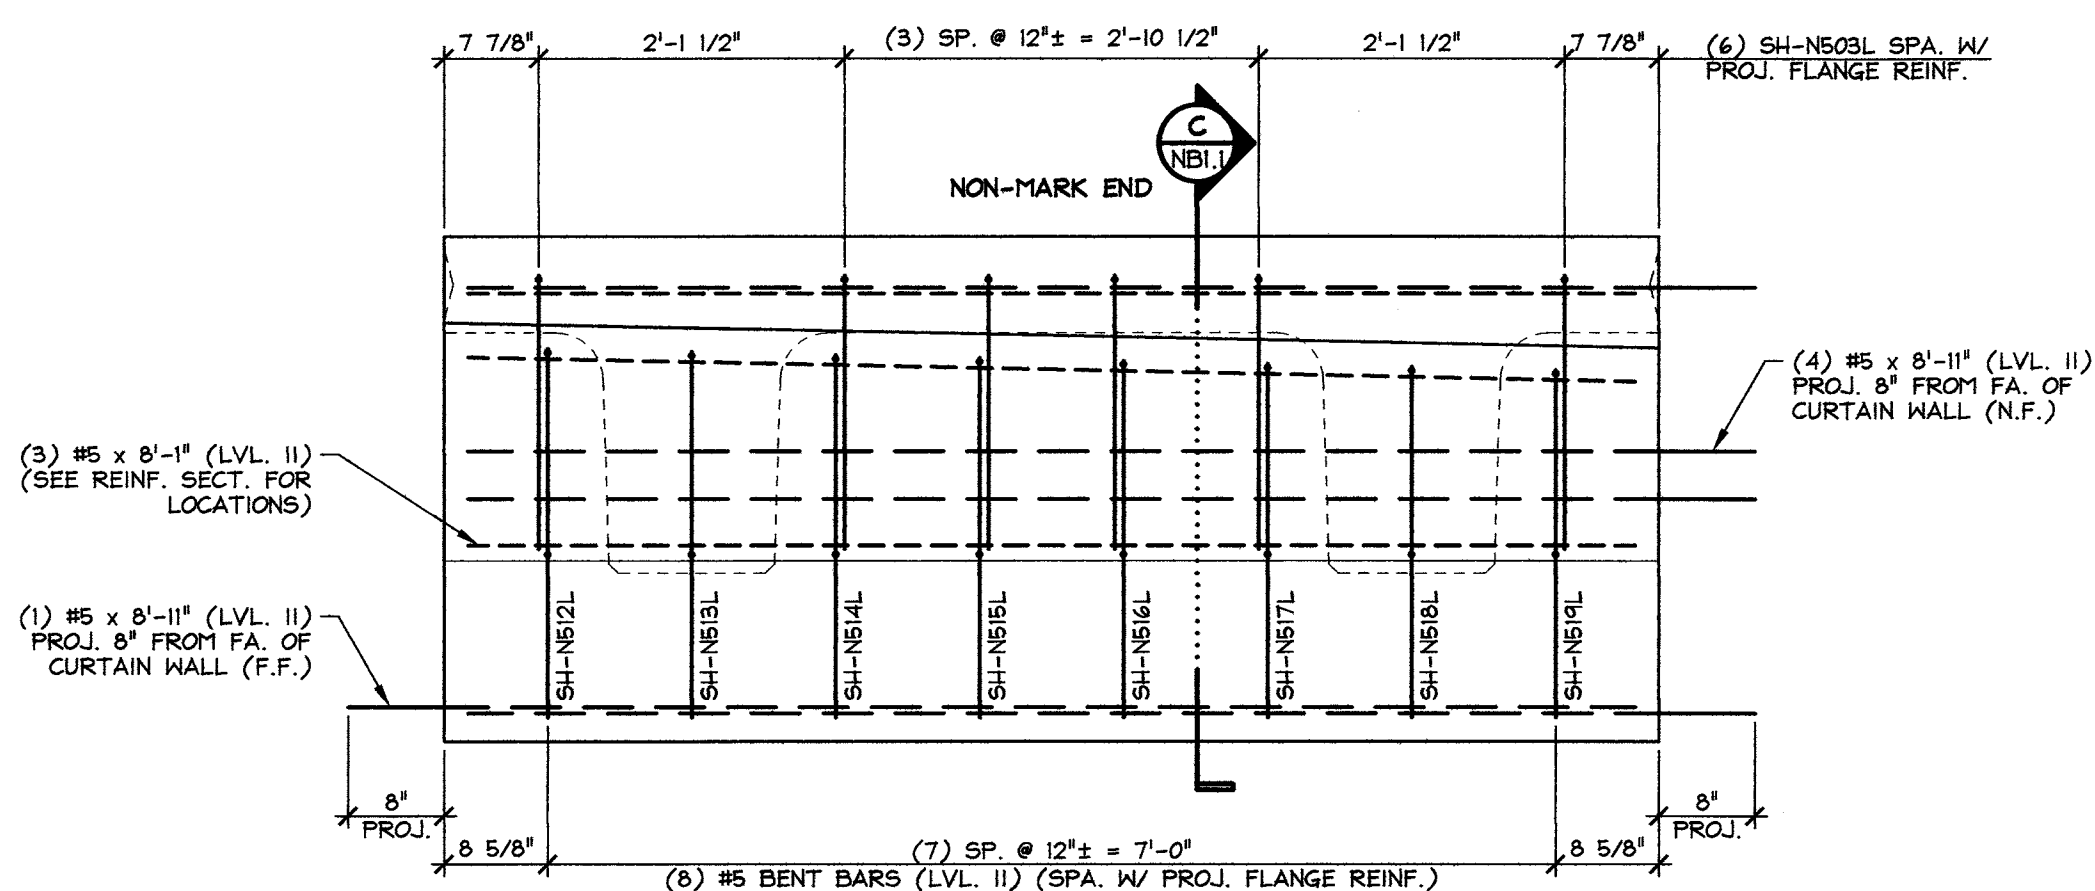 7 7/8"
2'-1 1/2"
(3) SP. @ 12"± = 2'-10 1/2"
2'-1 1/2"
7 7/8"
(6) SH-N503L SPA. W/
PROJ. FLANGE REINF.
C
NB1.1
NON-MARK END
(4) #5 x 8'-11" (LVL. II)
PROJ. 8" FROM FA. OF
CURTAIN WALL (N.F.)
(3) #5 x 8'-1" (LVL. II)
(SEE REINF. SECT. FOR
LOCATIONS)
(1) #5 x 8'-11" (LVL. II)
PROJ. 8" FROM FA. OF
CURTAIN WALL (F.F.)
SH-N512L
SH-N513L
SH-N514L
SH-N515L
SH-N516L
SH-N517L
SH-N518L
SH-N519L
8"
PROJ.
8"
PROJ.
8 5/8"
(7) SP. @ 12"± = 7'-0"
8 5/8"
(8) #5 BENT BARS (LVL. II) (SPA. W/ PROJ. FLANGE REINF.)